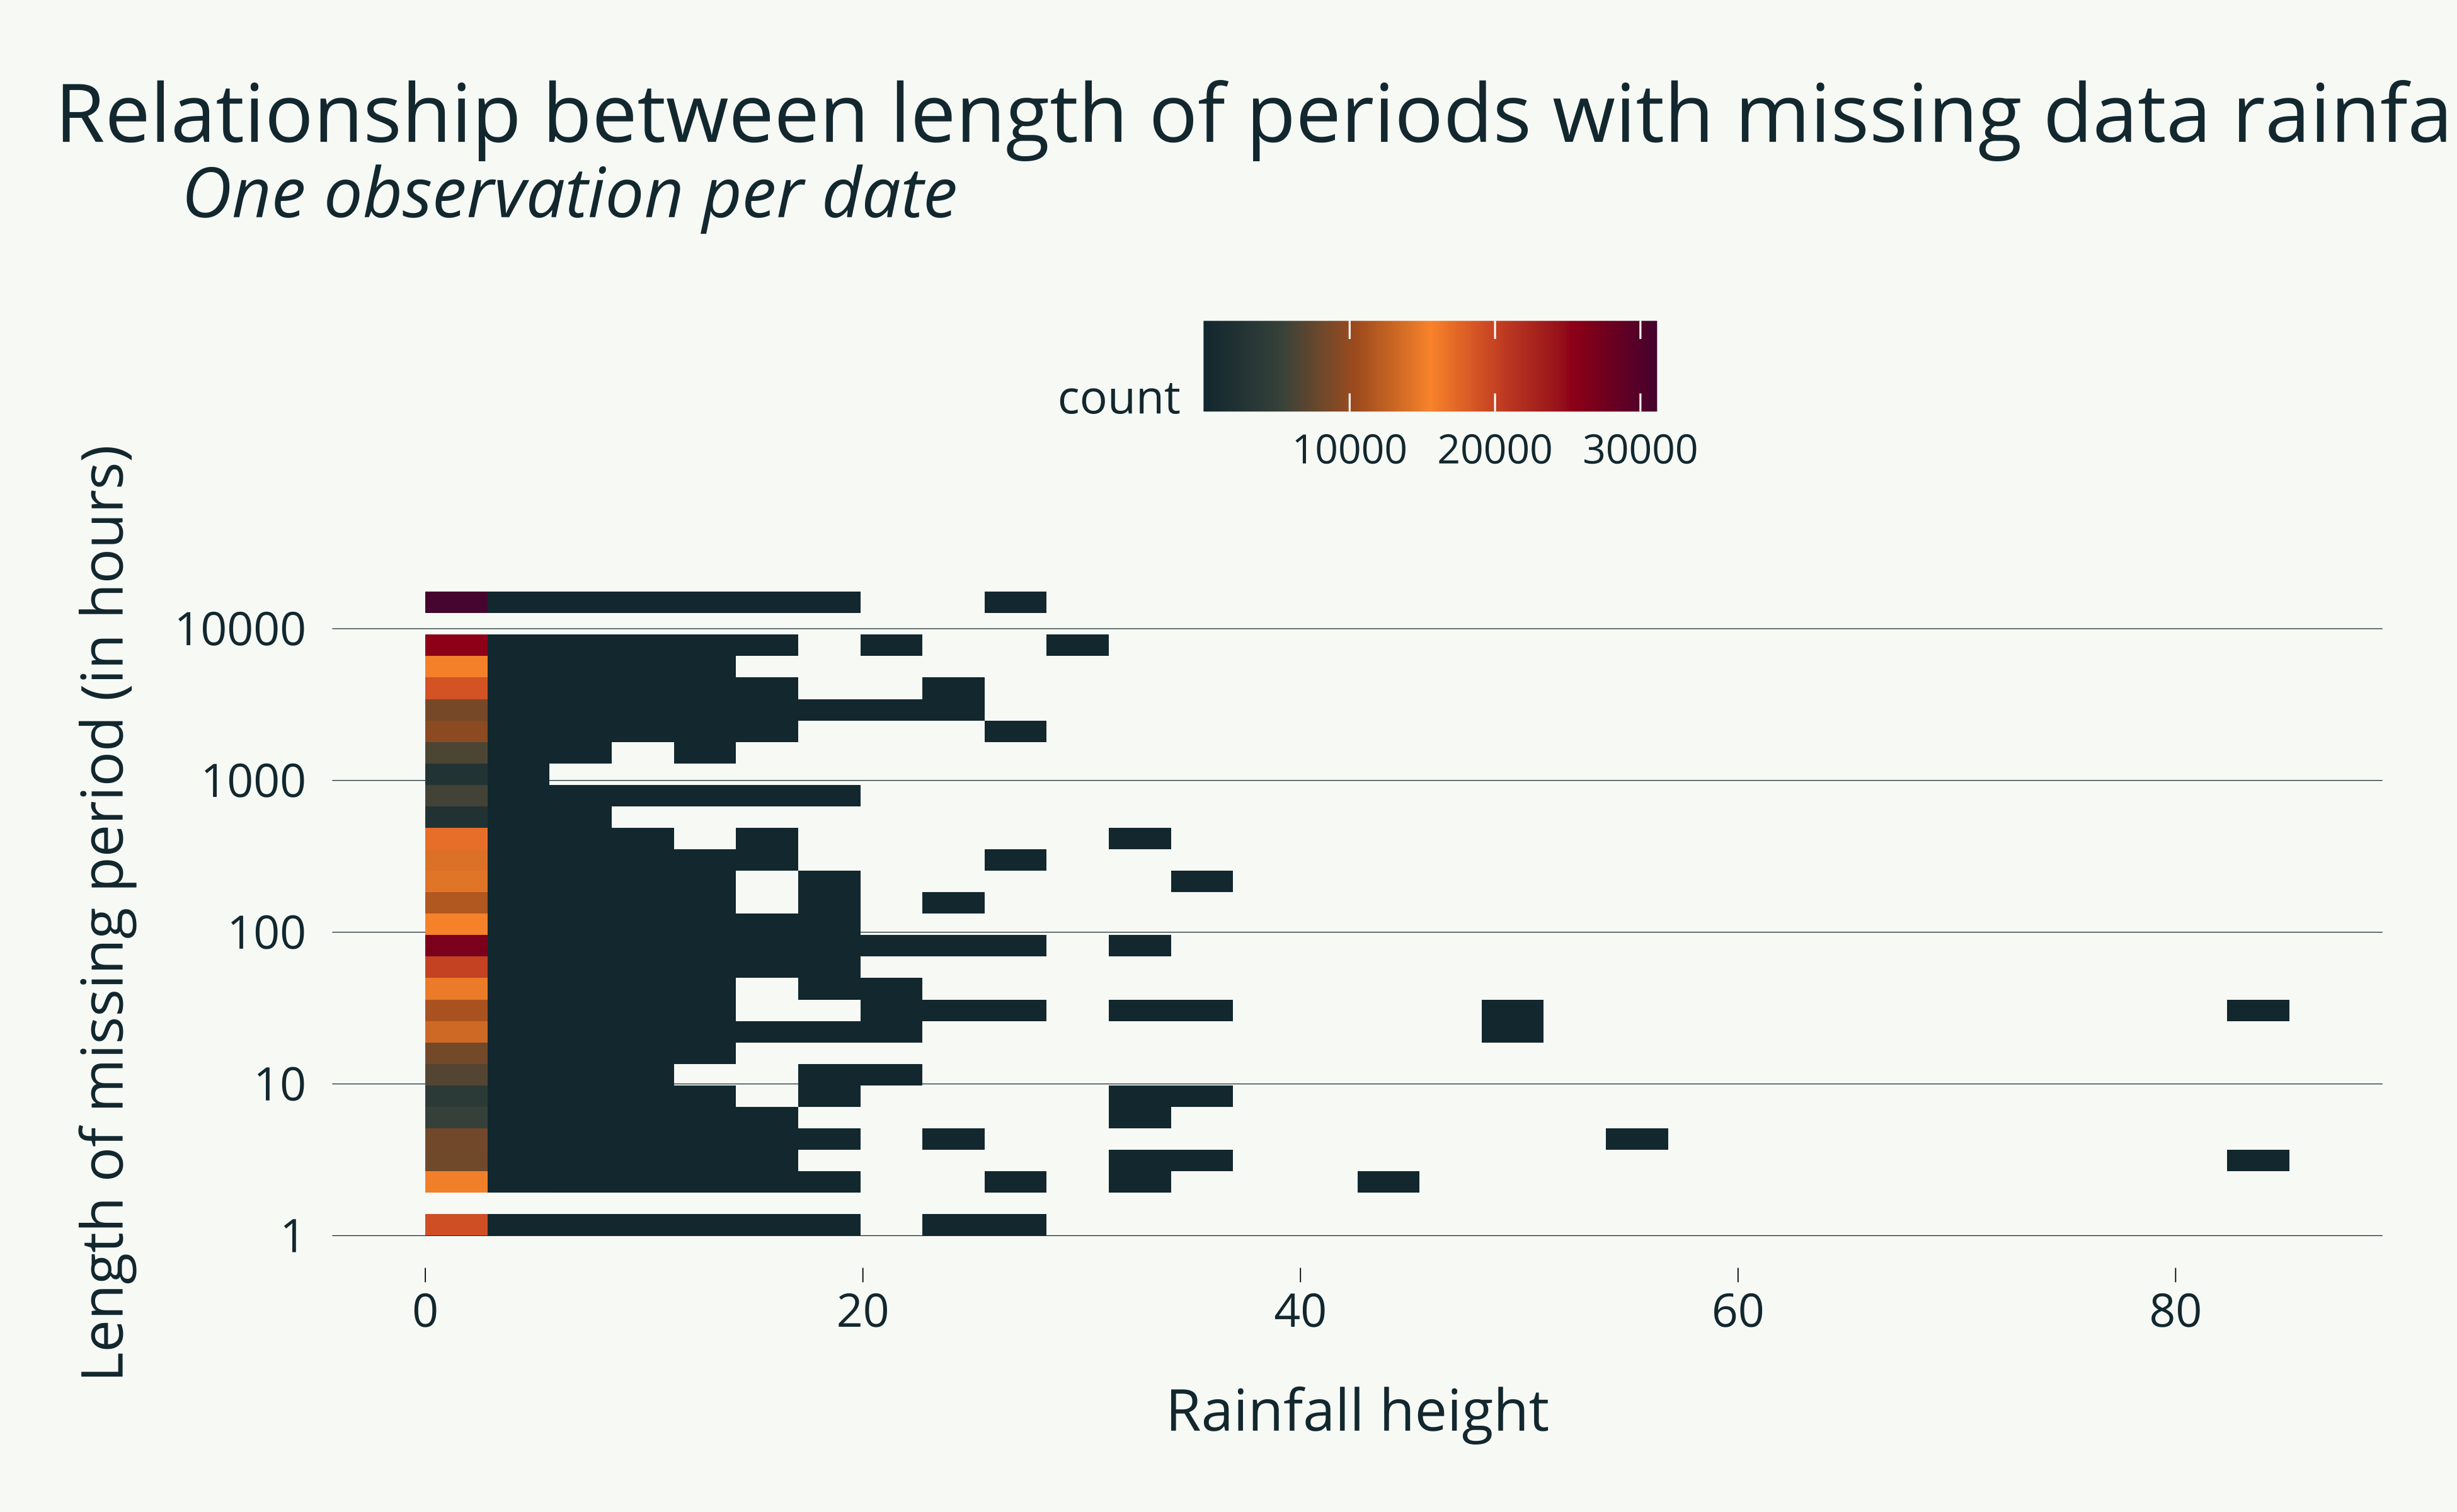 Relationship between length of periods with missing data rainfa
One observation per date
count
10000 20000 30000
Length of missing period (in hours)
10000
1000
100
10
1
0 20 40 60 80
Rainfall height